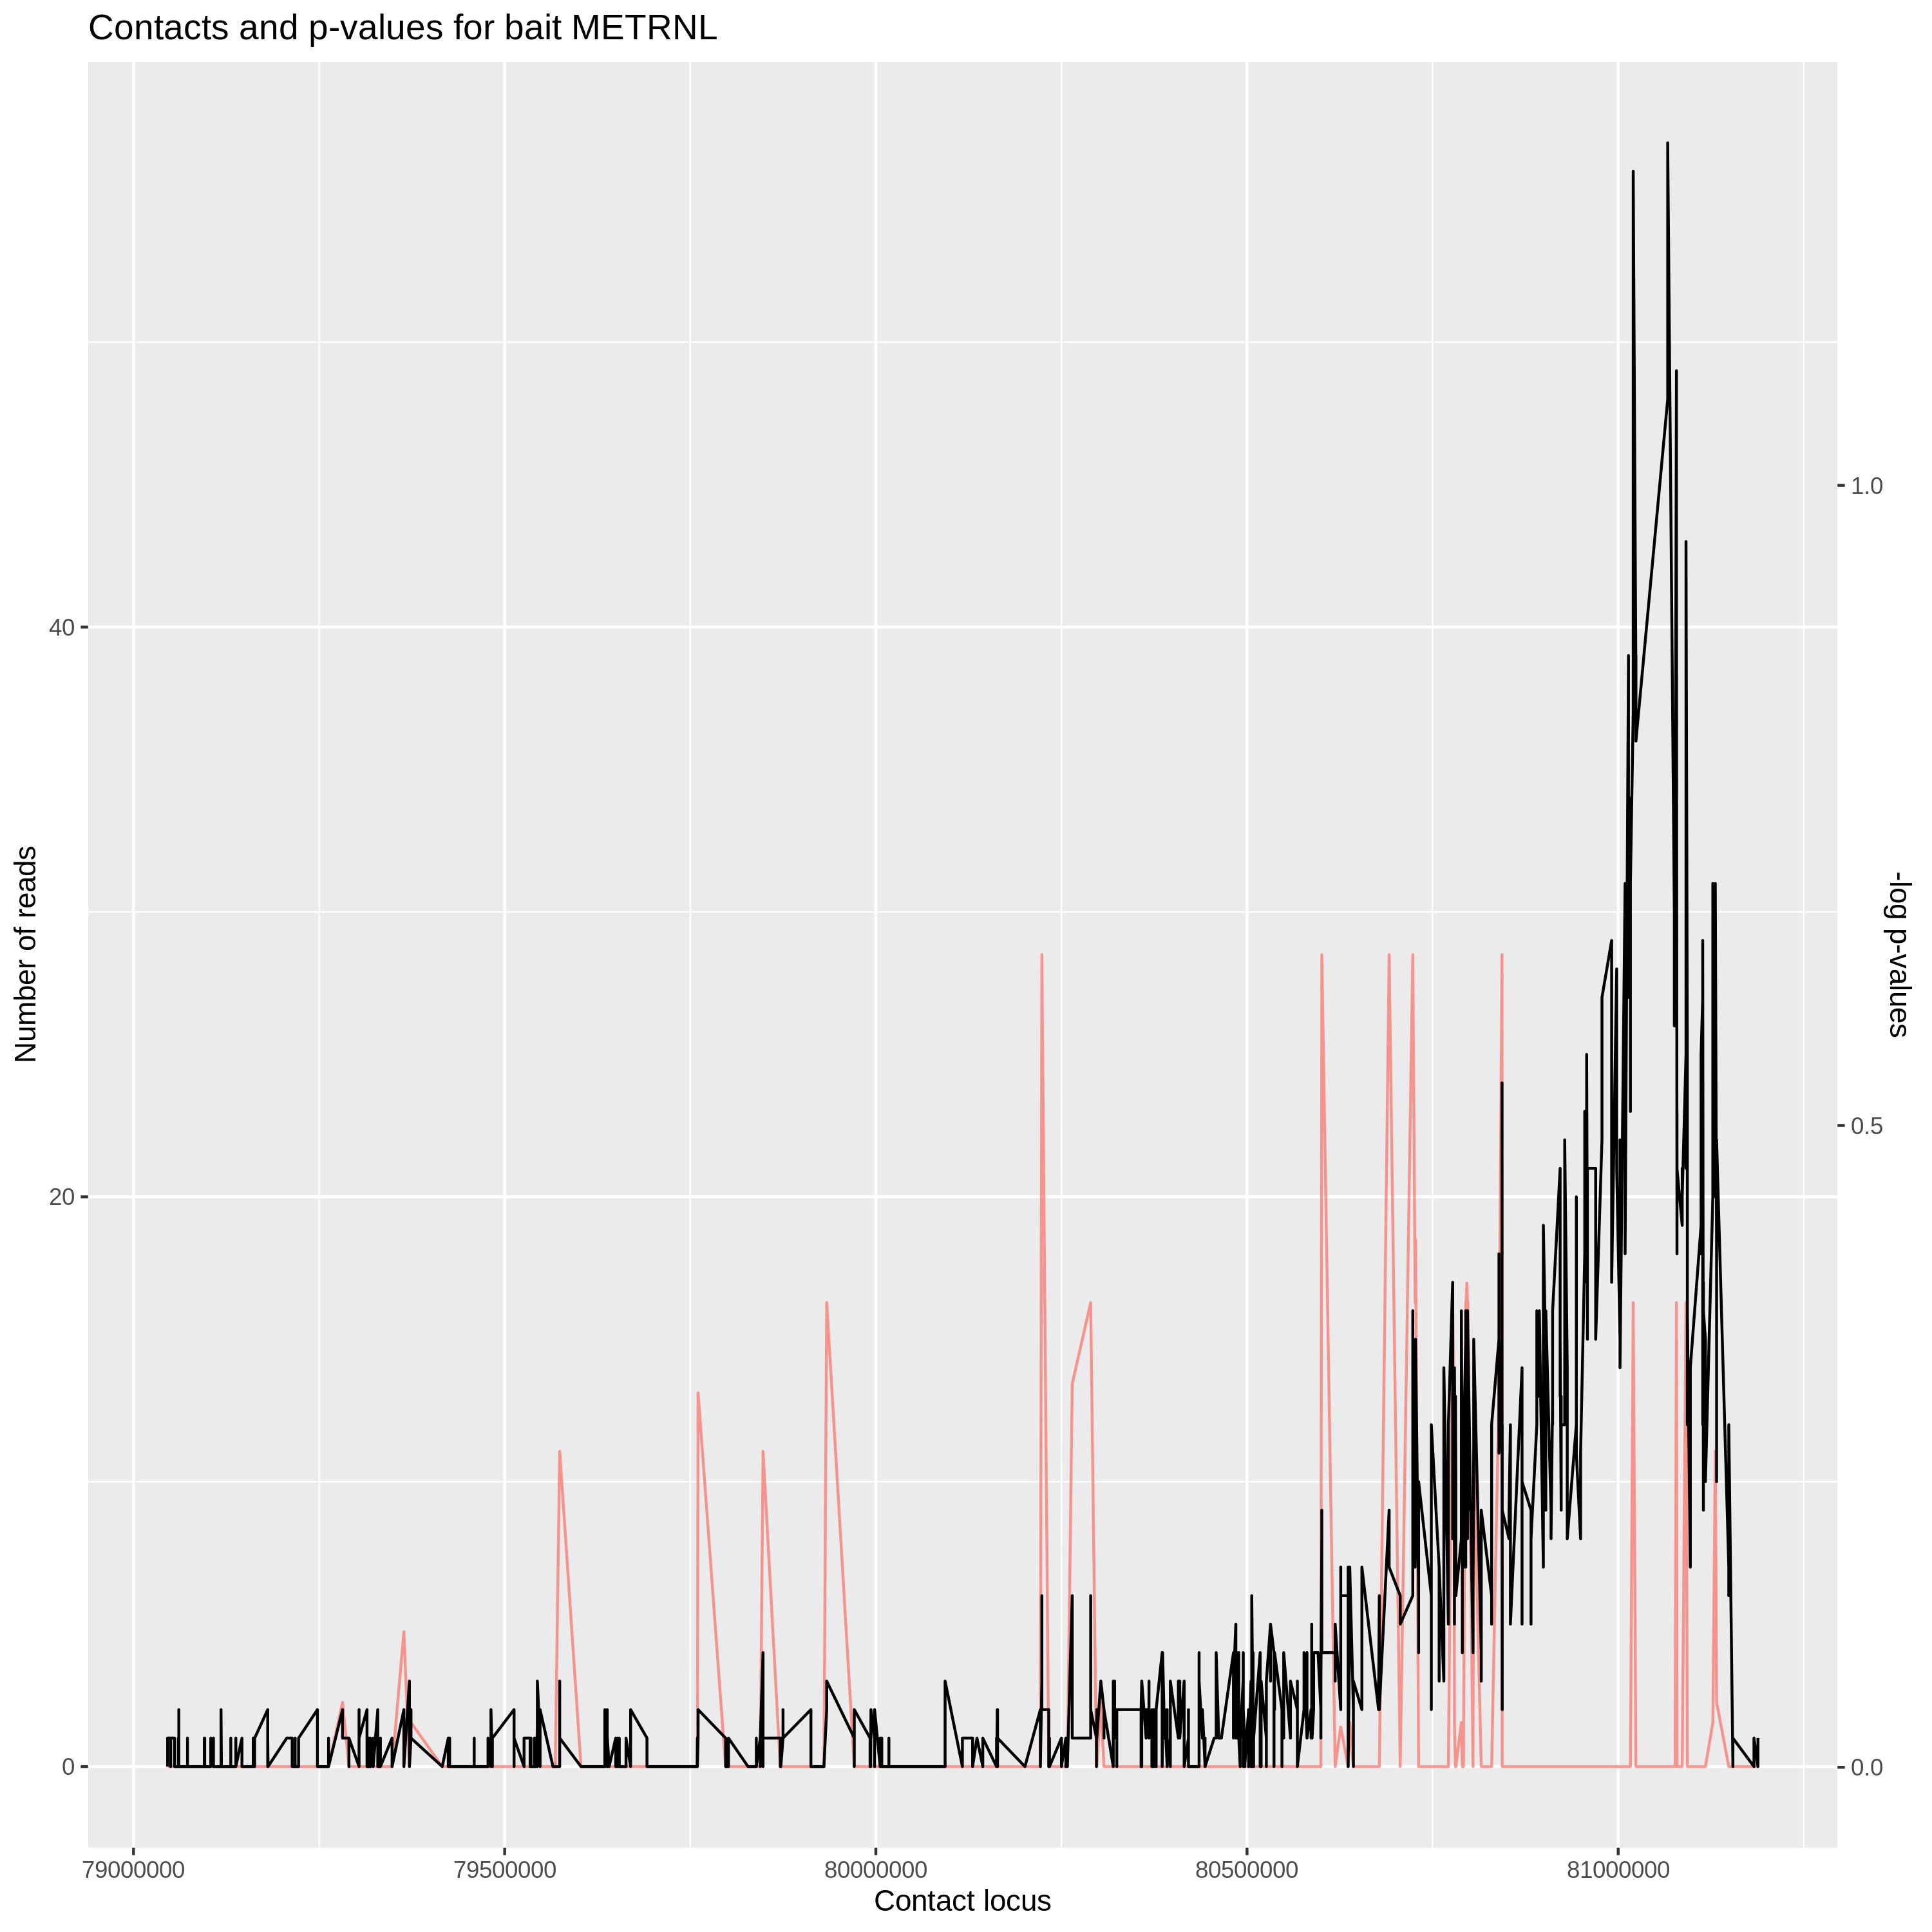 Contacts and p-values for bait METRNL
Number of reads
40
20
0
1.0
0.5
0.0
-log p-values
79000000
79500000
80000000
80500000
81000000
Contact locus